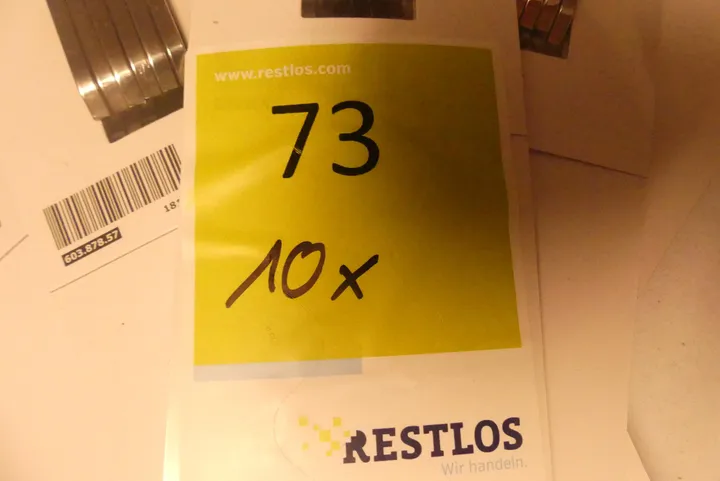 www.restlos.com
73
10x
603.878.57
RESTLOS
Wir handeln.